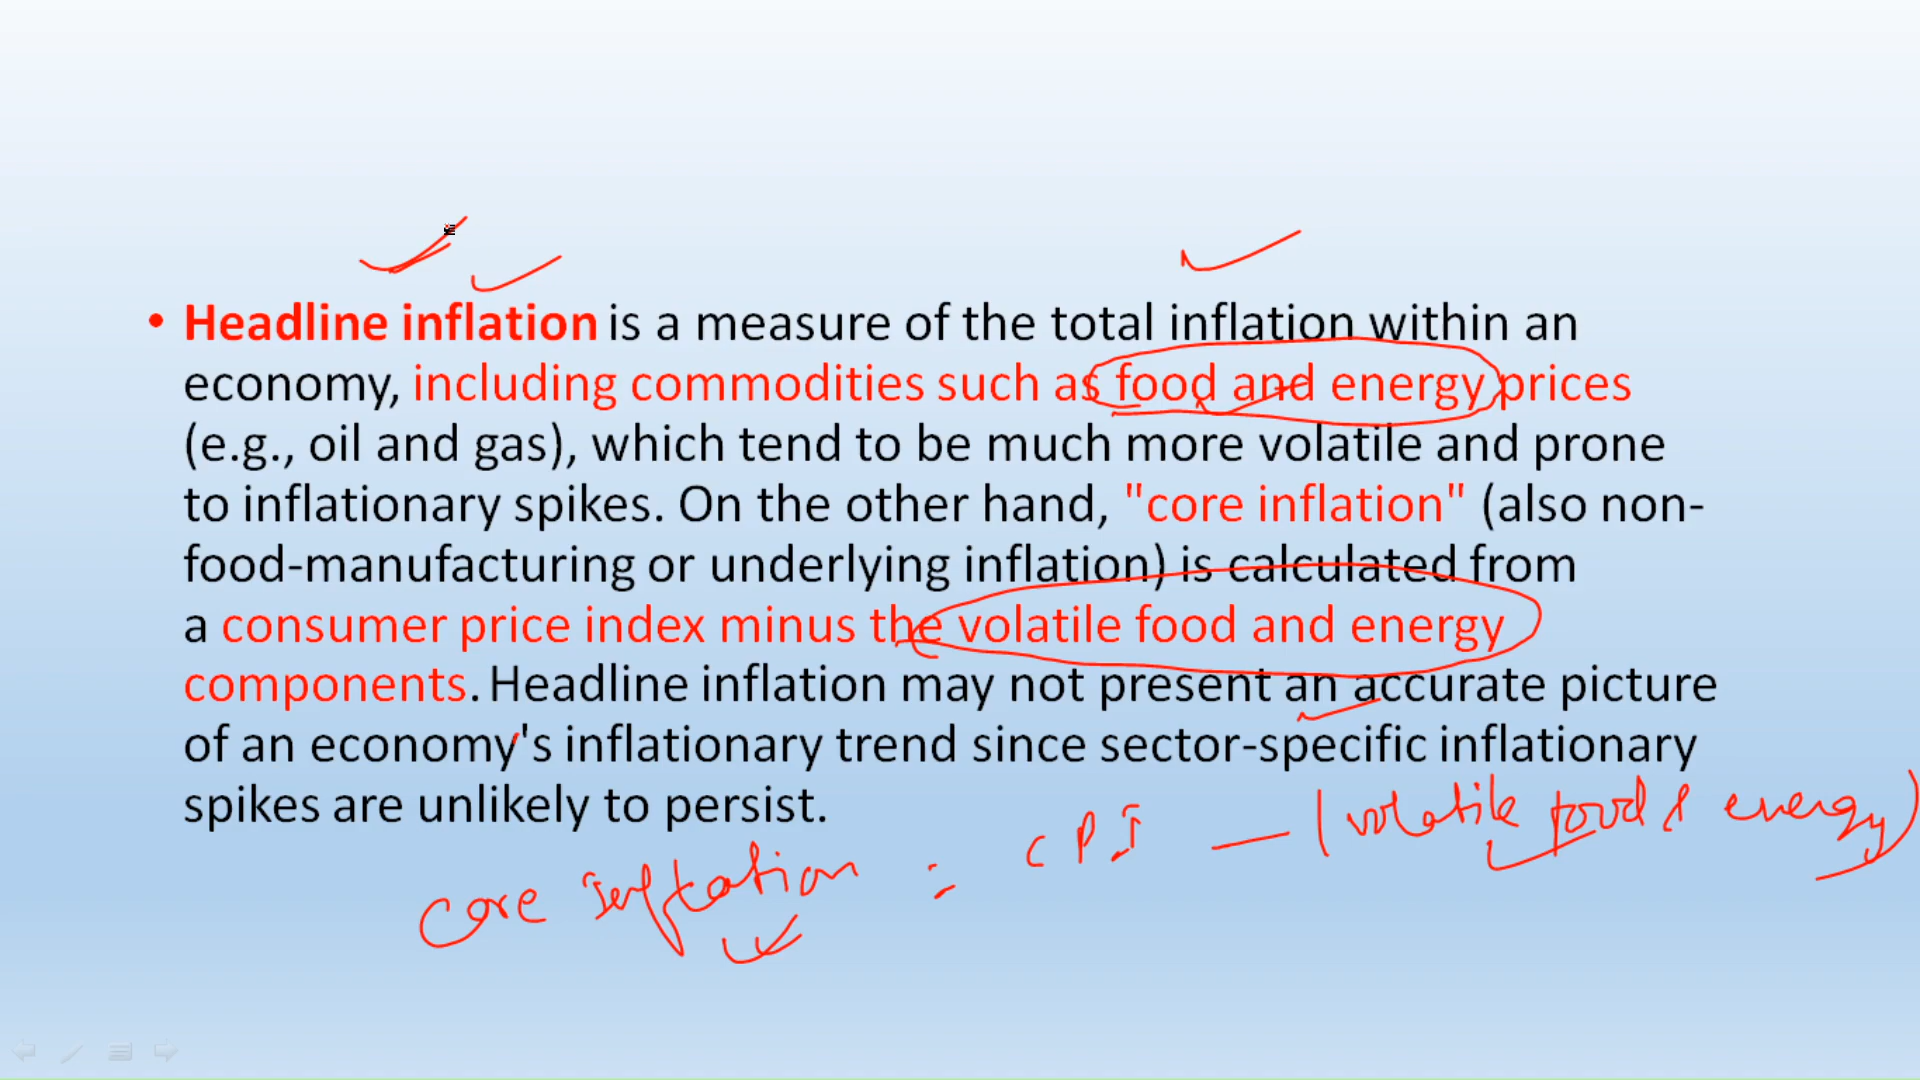 • Headline inflation is a measure of the total inflation within an
economy, including commodities such as food and energy prices
(e.g., oil and gas), which tend to be much more volatile and prone
to inflationary spikes. On the other hand, "core inflation" (also non-
food-manufacturing or underlying inflation) is calculated from
a consumer price index minus the volatile food and energy
components. Headline inflation may not present an accurate picture
of an economy's inflationary trend since sector-specific inflationary
spikes are unlikely to persist.
core inflation = CPI — (volatile food & energy)